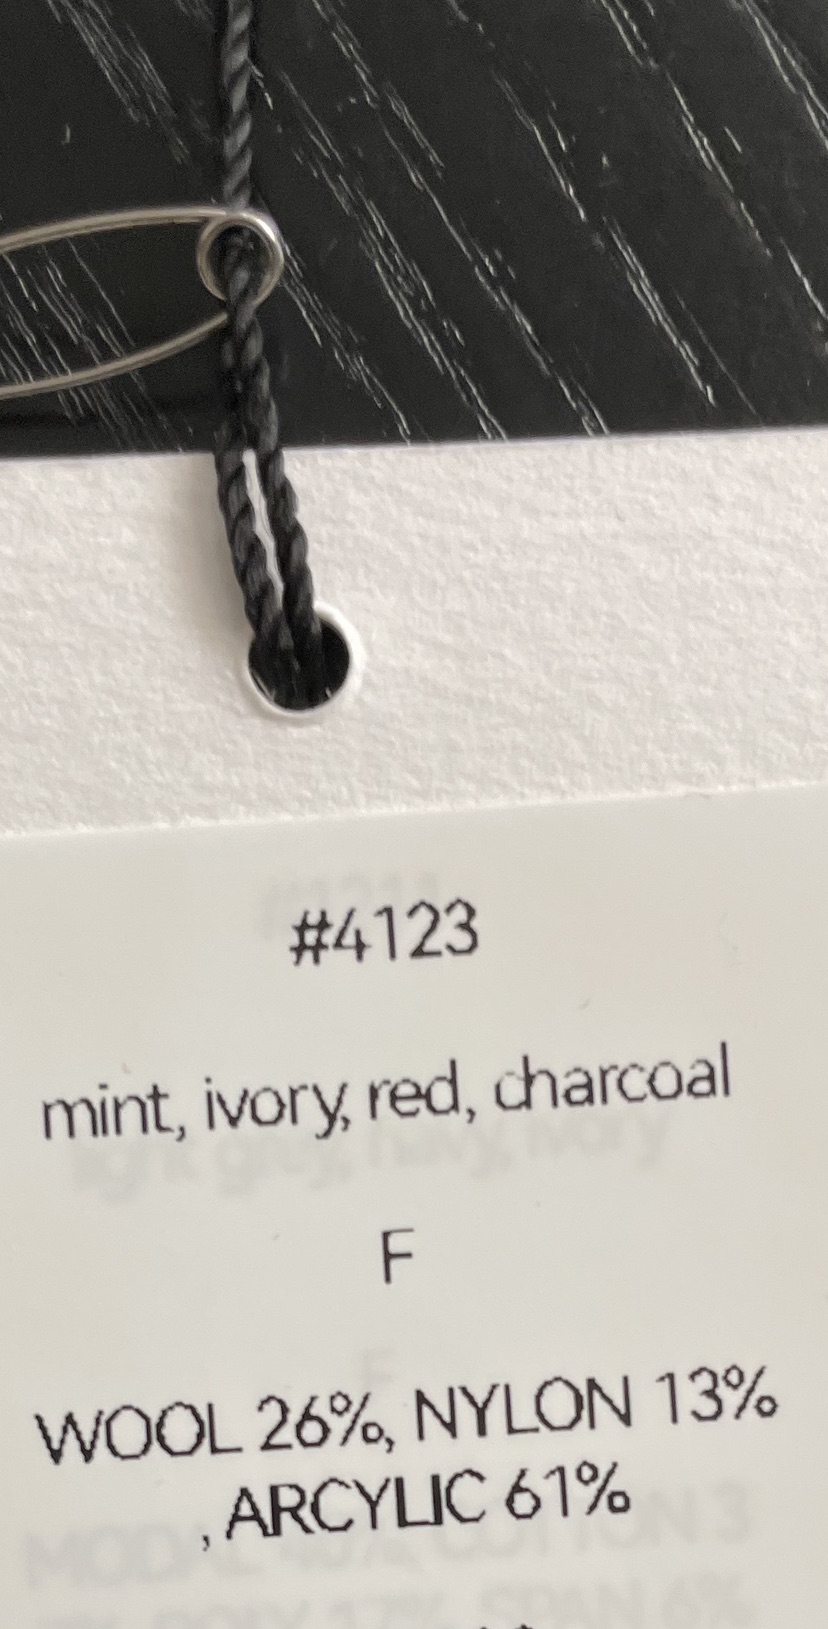 #4123
mint, ivory, red, charcoal
F
WOOL 26%, NYLON 13%
, ARCYLIC 61%